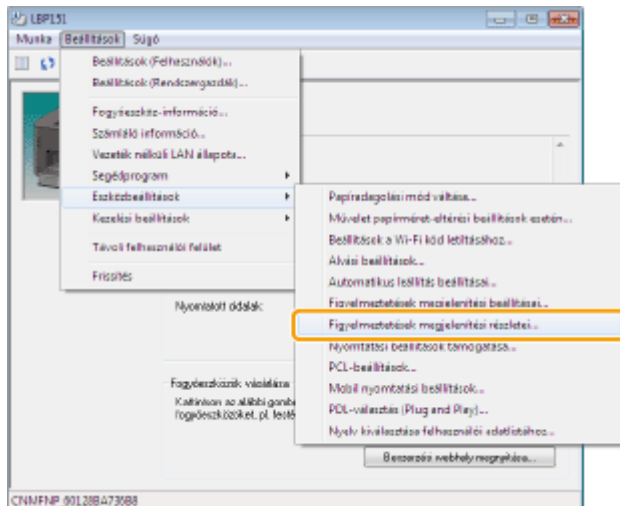 LBP151
Munka Beállítások Súgó
Beállítások (Felhasználók)...
Beállítások (Rendszergazdák)...
Fogyóeszköz-információ...
Számláló információ...
Vezeték nélküli LAN állapota...
Segédprogram
Eszközbeállítások
Kezelési beállítások
Távoli felhasználói felület
Frissítés
Papíradagolási mód váltása...
Művelet papírméret-eltérési beállítások esetén...
Beállítások a Wi-Fi kód letiltásához...
Alvási beállítások...
Automatikus leállítás beállításai...
Figyelmeztetések megjelenítési beállításai...
Figyelmeztetések megjelenítési részletei...
Nyomtatási beállítások támogatása...
PCL-beállítások...
Mobil nyomtatási beállítások...
PDL-választás (Plug and Play)...
Nyelv kiválasztása felhasználói adatlistához...
Nyomtatott oldalak:
Fogyóeszközök vásárlása
Kattintson az alábbi gombra
fogyóeszközöket, pl. festé
Beszerzési webhely megnyitása...
CNMFNP 60128BA736B8